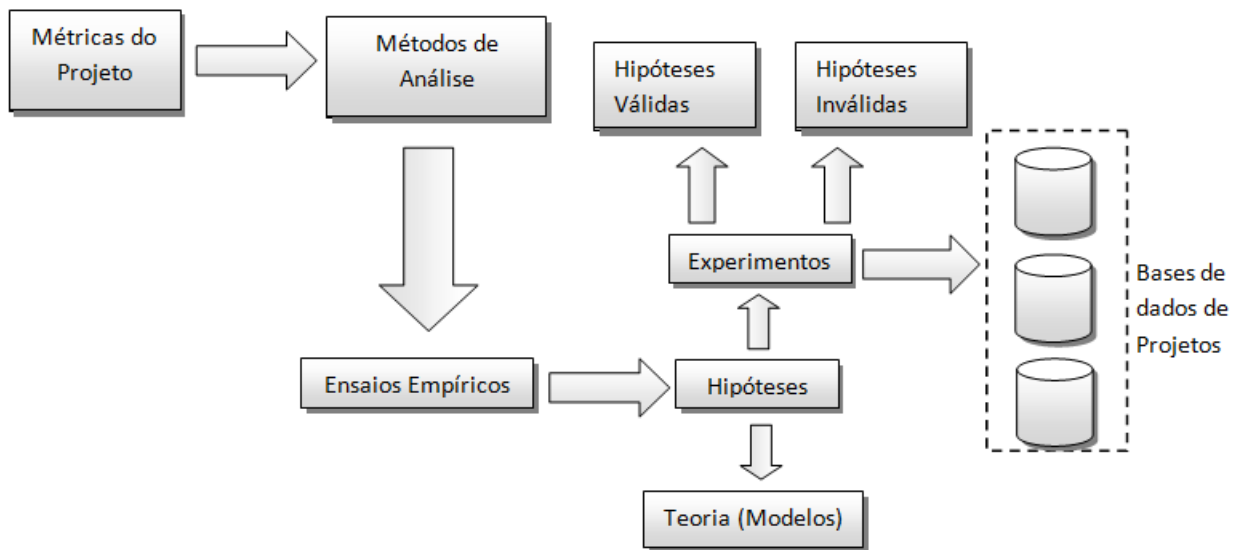 Métricas do
Projeto
Métodos de
Análise
Hipóteses
Válidas
Hipóteses
Inválidas
Experimentos
Bases de
dados de
Projetos
Ensaios Empíricos
Hipóteses
Teoria (Modelos)